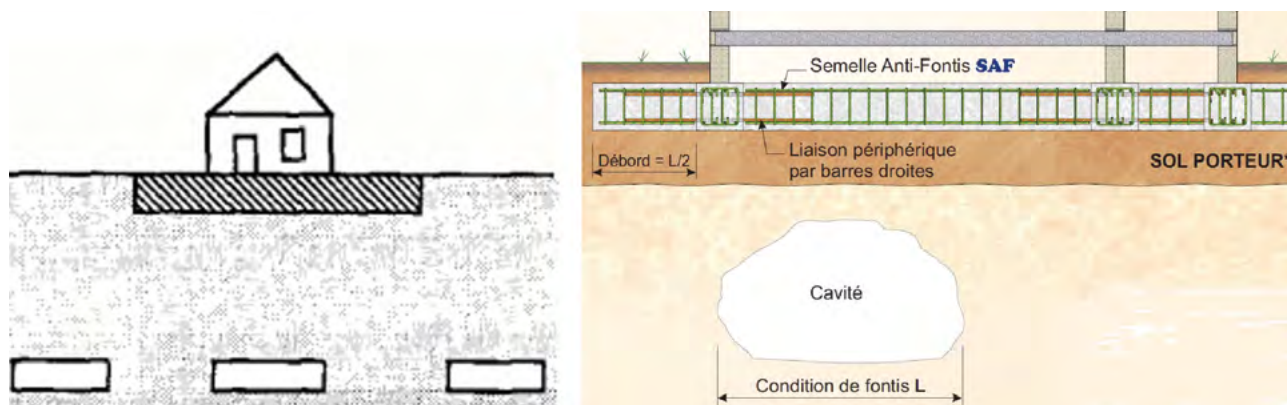 Semelle Anti-Fontis SAF
Liaison périphérique
par barres droites
Débord = L/2
SOL PORTEUR*
Cavité
Condition de fontis L